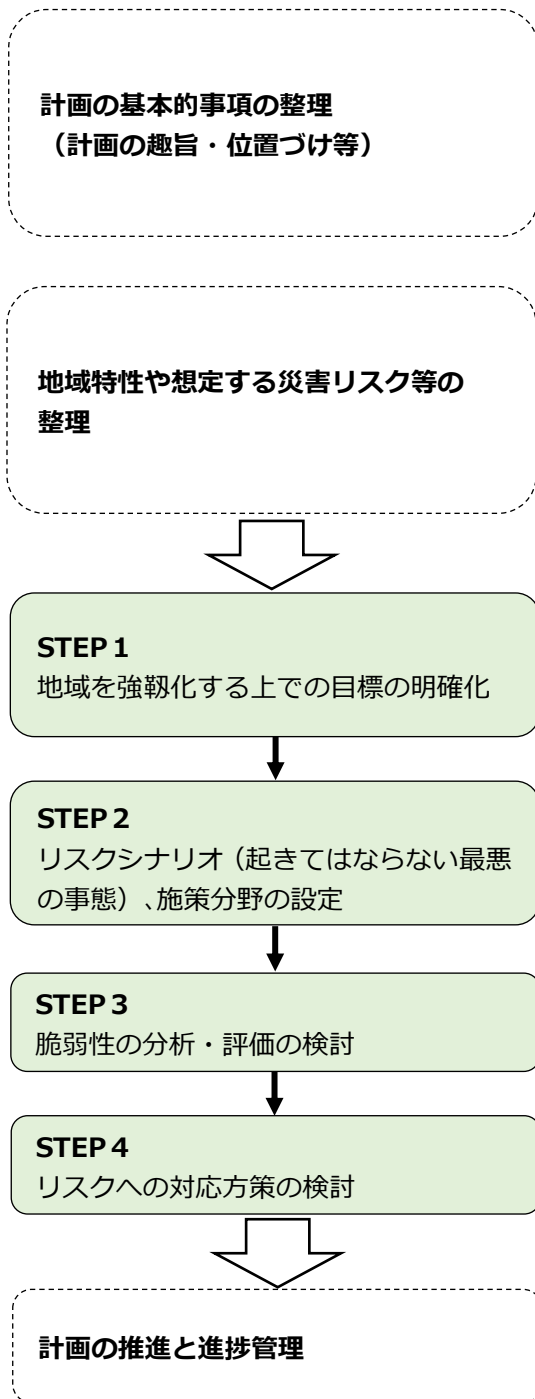 計画の基本的事項の整理
（計画の趣旨・位置づけ等）
地域特性や想定する災害リスク等の
整理
STEP１
地域を強靱化する上での目標の明確化
STEP２
リスクシナリオ（起きてはならない最悪
の事態）、施策分野の設定
STEP３
脆弱性の分析・評価の検討
STEP４
リスクへの対応方策の検討
計画の推進と進捗管理